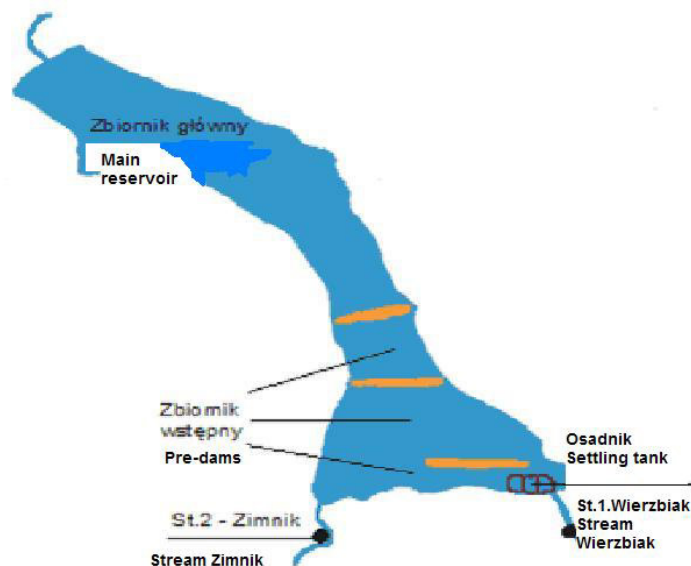 Zbiornik główny
Main
reservoir
Zbiornik
wstępny
Pre-dams
Osadnik
Settling tank
St.1.Wierzbiak
Stream
Wierzbiak
St.2 - Zimnik
Stream Zimnik